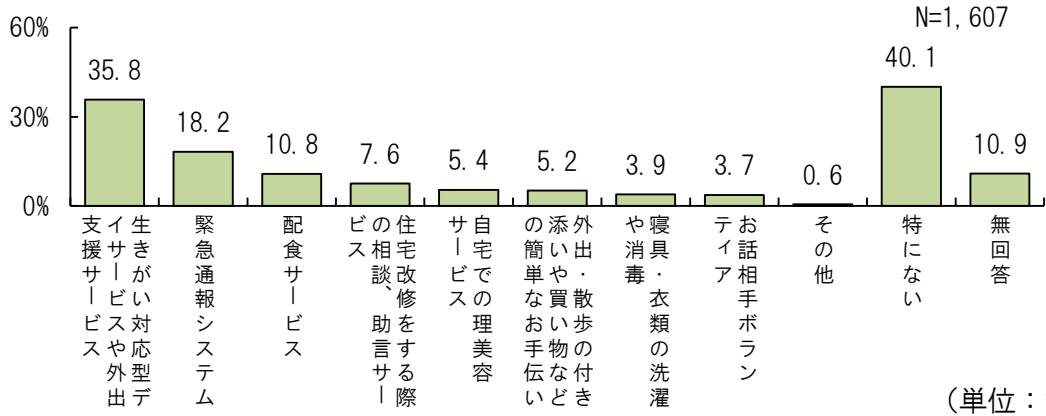 N=1,607
60%
30%
0%
35.8
18.2
10.8
7.6
5.4
5.2
3.9
3.7
0.6
40.1
10.9
生きがい対応型デ
イサービスや外出
支援サービス
緊急通報システム
配食サービス
住宅改修をする際
の相談、助言サー
ビス
自宅での理美容
サービス
外出・散歩の付き
添いや買い物など
の簡単なお手伝い
寝具・衣類の洗濯
や消毒
お話相手ボラン
ティア
その他
特にない
無回答
(単位: